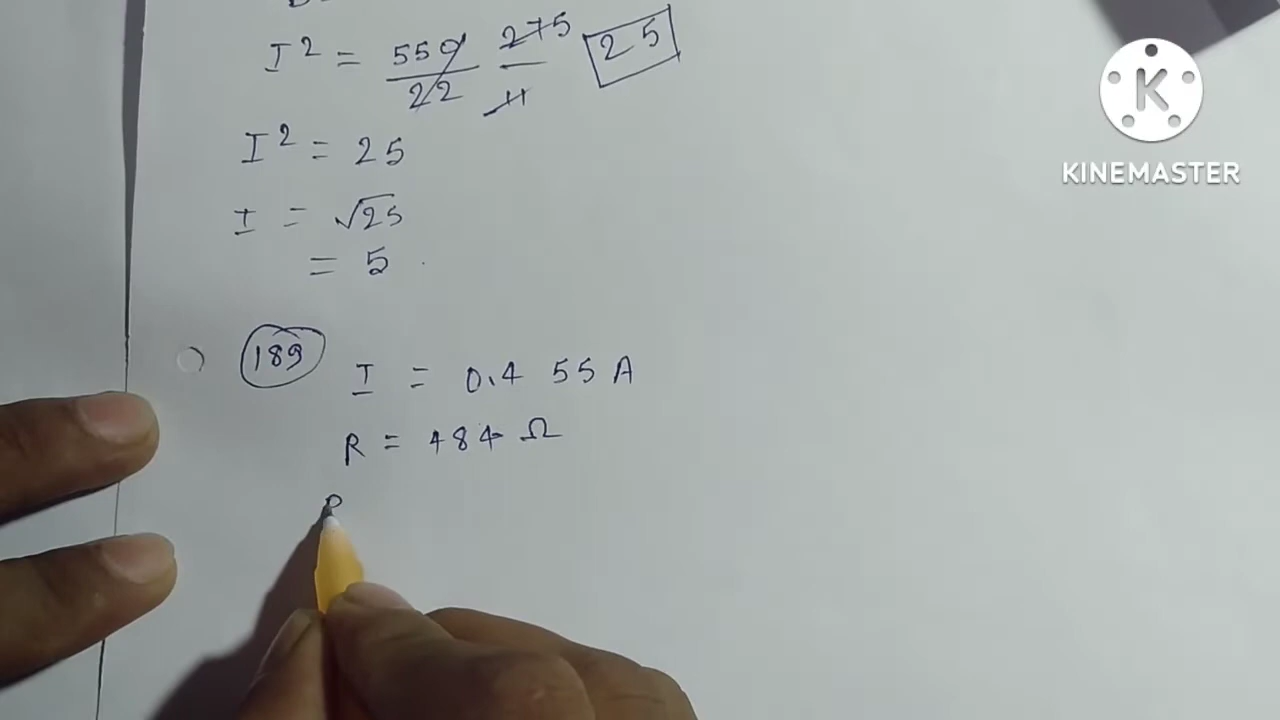 I² = 550/22 275/11 25
I² = 25
I = √25
= 5
189 I = 0.455 A
R = 484 Ω
P
K
KINEMASTER